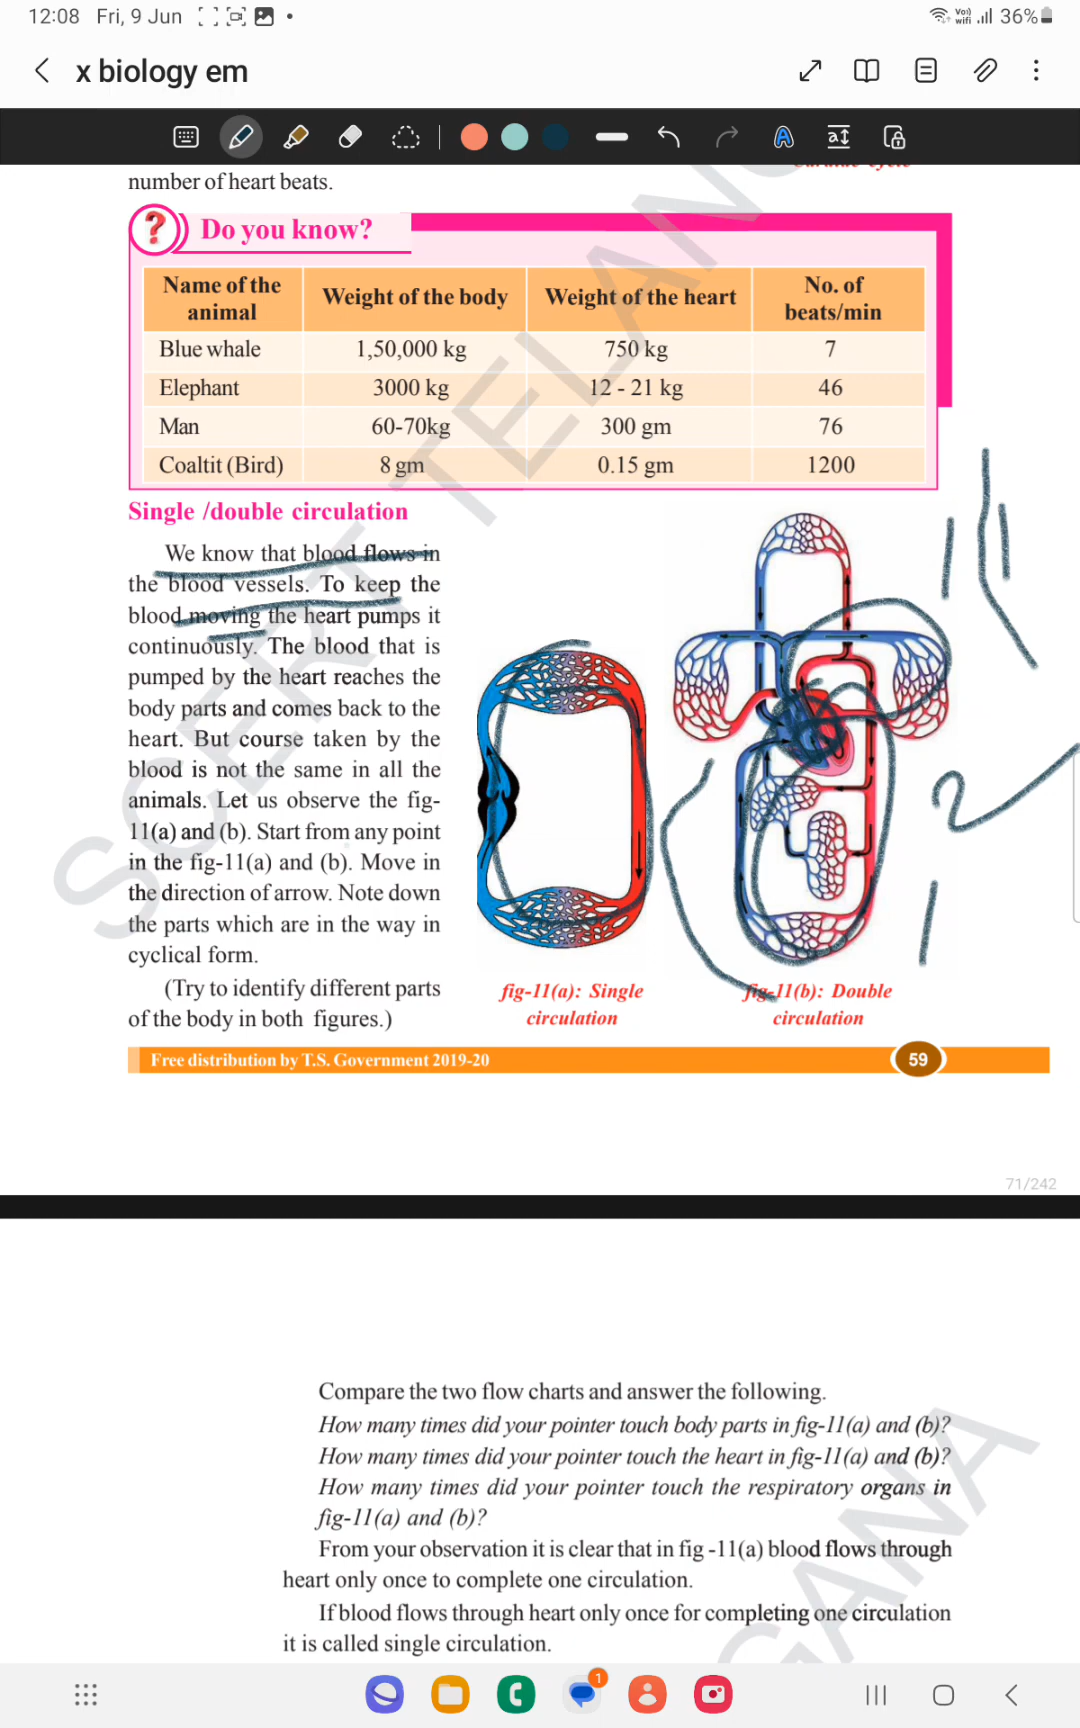 12:08 Fri, 9 Jun
Vo)) wifi 36%
x biology em
number of heart beats.
? Do you know?
Name of the animal Weight of the body Weight of the heart No. of beats/min
Blue whale 1,50,000 kg 750 kg 7
Elephant 3000 kg 12 - 21 kg 46
Man 60-70kg 300 gm 76
Coaltit (Bird) 8 gm 0.15 gm 1200
Single /double circulation
We know that blood flows in
the blood vessels. To keep the
blood moving the heart pumps it
continuously. The blood that is
pumped by the heart reaches the
body parts and comes back to the
heart. But course taken by the
blood is not the same in all the
animals. Let us observe the fig-
11(a) and (b). Start from any point
in the fig-11(a) and (b). Move in
the direction of arrow. Note down
the parts which are in the way in
cyclical form.
(Try to identify different parts
of the body in both figures.)
fig-11(a): Single
circulation
fig-11(b): Double
circulation
2
Free distribution by T.S. Government 2019-20
59
71/242
SCERT TELANGANA
Compare the two flow charts and answer the following.
How many times did your pointer touch body parts in fig-11(a) and (b)?
How many times did your pointer touch the heart in fig-11(a) and (b)?
How many times did your pointer touch the respiratory organs in
fig-11(a) and (b)?
From your observation it is clear that in fig -11(a) blood flows through
heart only once to complete one circulation.
If blood flows through heart only once for completing one circulation
it is called single circulation.
GANA
1